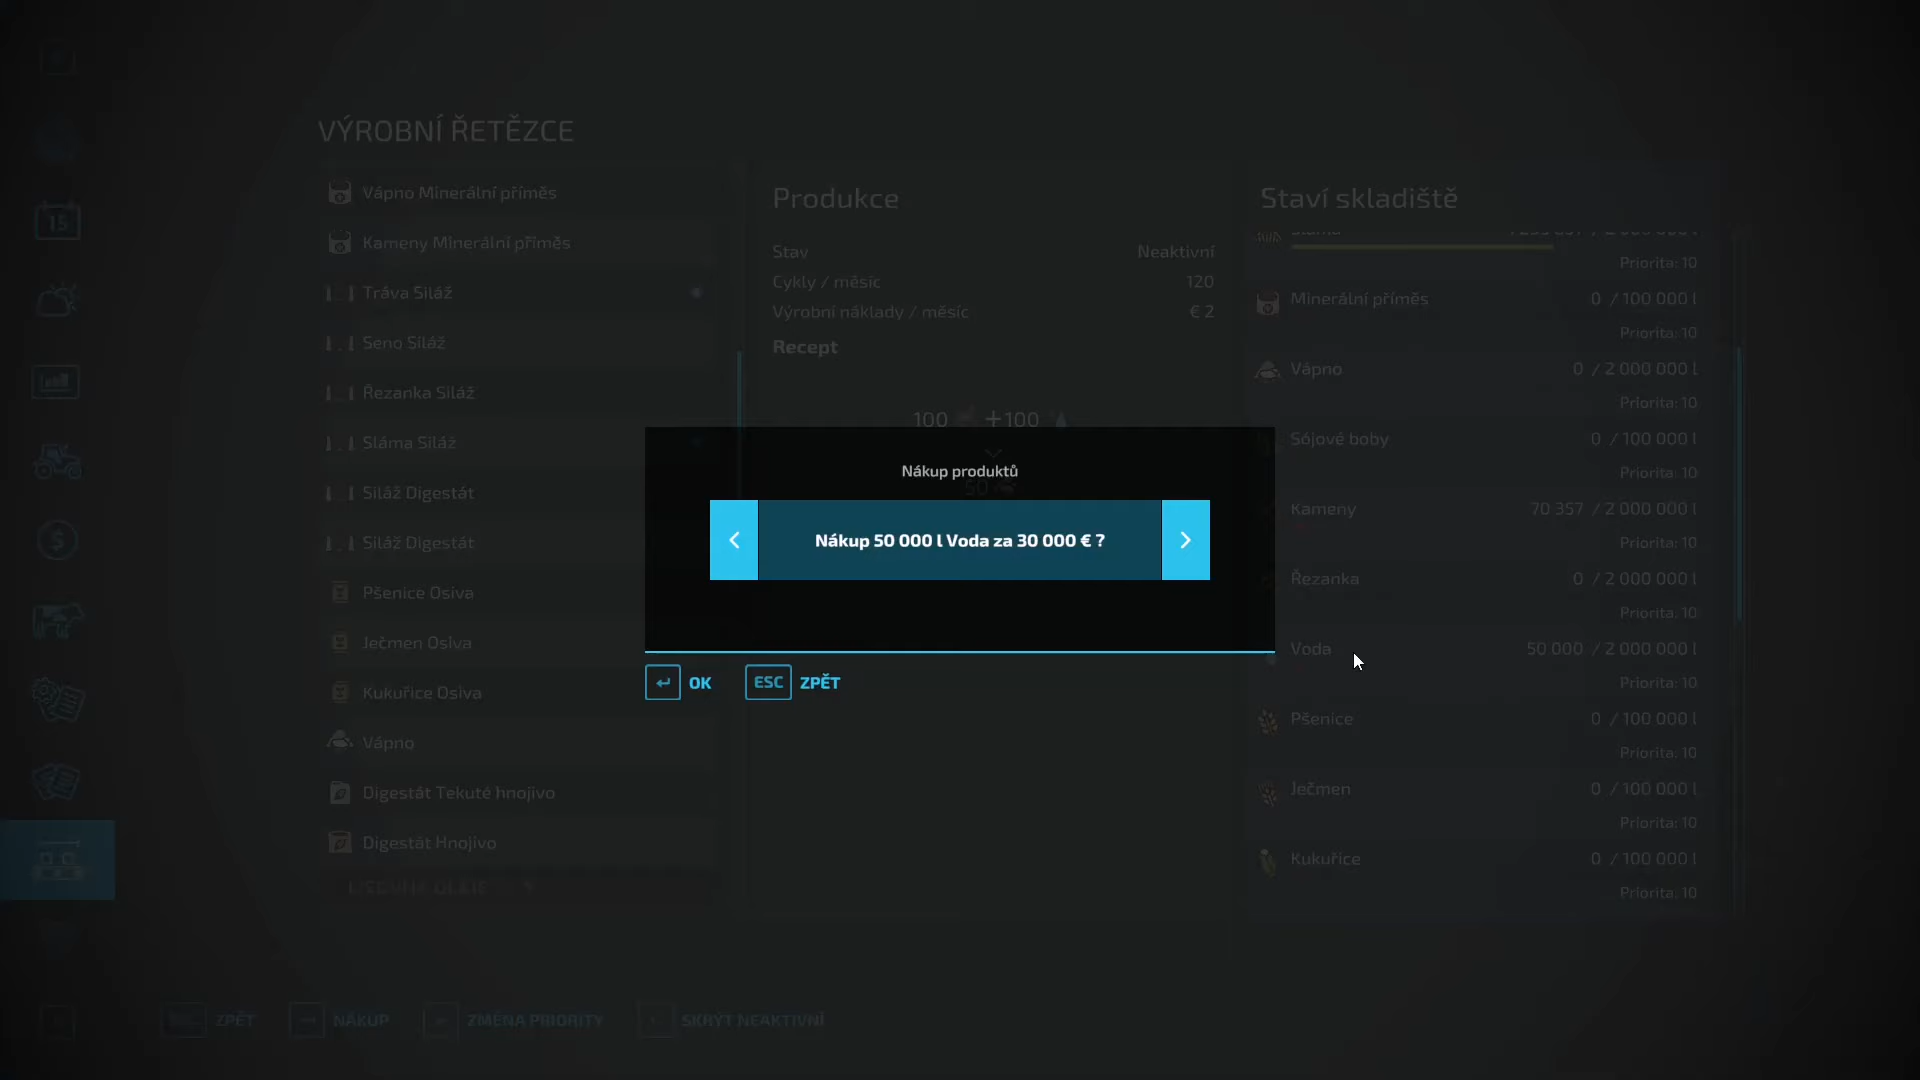 VÝROBNÍ ŘETĚZCE
15
Vápno Minerální příměs
Kameny Minerální příměs
Tráva Siláž
Seno Siláž
Řezanka Siláž
Sláma Siláž
Siláž Digestát
Siláž Digestát
Pšenice Osiva
Ječmen Osiva
Kukuřice Osiva
Vápno
Digestát Tekuté hnojivo
Digestát Hnojivo
Produkce
Stav Neaktivní
Cykly / měsíc 120
Výrobní náklady / měsíc € 2
Recept
100 +100
50
Nákup produktů
Nákup 50 000 l Voda za 30 000 € ?
OK
ESC ZPĚT
Staví skladiště
Sláma
Priorita: 10
Minerální příměs 0 / 100 000 l
Priorita: 10
Vápno 0 / 2 000 000 l
Priorita: 10
Sójové boby 0 / 100 000 l
Priorita: 10
Kameny 70 357 / 2 000 000 l
Priorita: 10
Řezanka 0 / 2 000 000 l
Priorita: 10
Voda 50 000 / 2 000 000 l
Priorita: 10
Pšenice 0 / 100 000 l
Priorita: 10
Ječmen 0 / 100 000 l
Priorita: 10
Kukuřice 0 / 100 000 l
Priorita: 10
ZPĚT NÁKUP ZMĚNA PRIORITY SKRÝT NEAKTIVNÍ